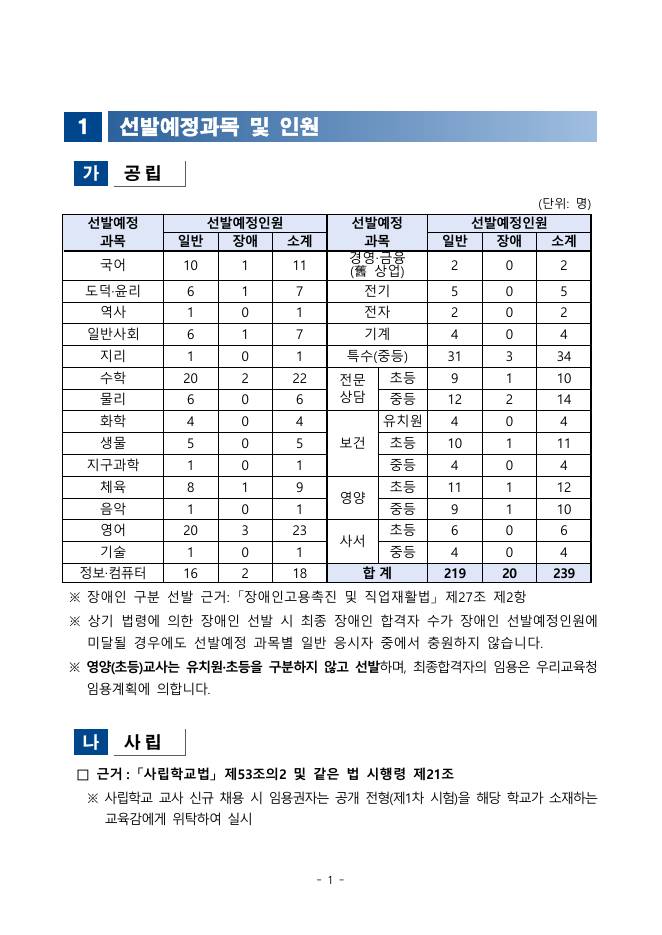 1 선발예정과목 및 인원
가 공립
(단위: 명)
선발예정 과목 선발예정인원 선발예정 과목 선발예정인원
일반 장애 소계 일반 장애 소계
국어 10 1 11 경영·금융 (舊 상업) 2 0 2
도덕·윤리 6 1 7 전기 5 0 5
역사 1 0 1 전자 2 0 2
일반사회 6 1 7 기계 4 0 4
지리 1 0 1 특수(중등) 31 3 34
수학 20 2 22 전문 상담 초등 9 1 10
물리 6 0 6 중등 12 2 14
화학 4 0 4 보건 유치원 4 0 4
생물 5 0 5 초등 10 1 11
지구과학 1 0 1 중등 4 0 4
체육 8 1 9 영양 초등 11 1 12
음악 1 0 1 중등 9 1 10
영어 20 3 23 사서 초등 6 0 6
기술 1 0 1 중등 4 0 4
정보·컴퓨터 16 2 18 합 계 219 20 239
※ 장애인 구분 선발 근거:「장애인고용촉진 및 직업재활법」제27조 제2항
※ 상기 법령에 의한 장애인 선발 시 최종 장애인 합격자 수가 장애인 선발예정인원에
미달될 경우에도 선발예정 과목별 일반 응시자 중에서 충원하지 않습니다.
※ 영양(초등)교사는 유치원·초등을 구분하지 않고 선발하며, 최종합격자의 임용은 우리교육청
임용계획에 의합니다.
나 사립
□ 근거 :「사립학교법」제53조의2 및 같은 법 시행령 제21조
※ 사립학교 교사 신규 채용 시 임용권자는 공개 전형(제1차 시험)을 해당 학교가 소재하는
교육감에게 위탁하여 실시
- 1 -